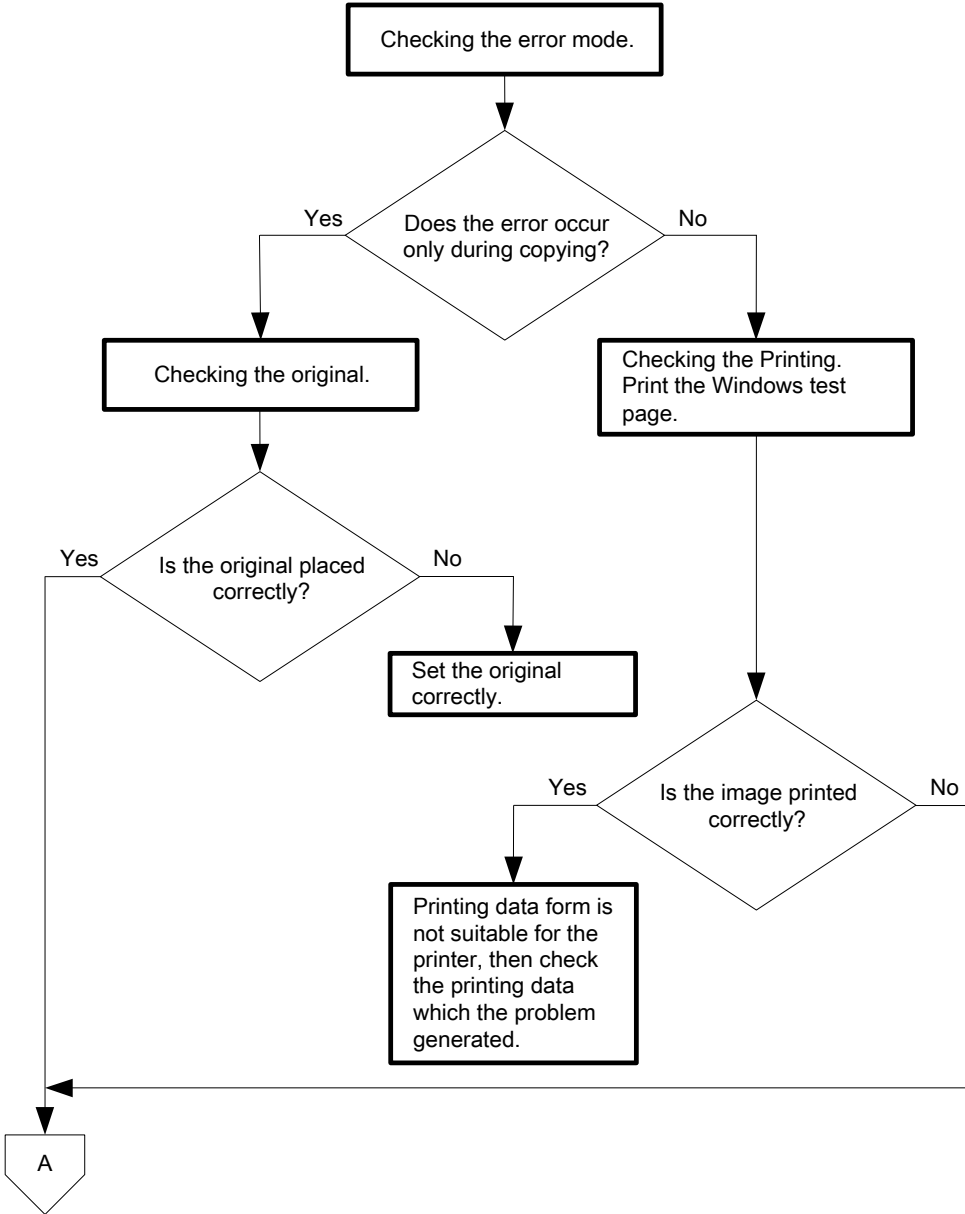 Checking the error mode.
Yes
Does the error occur
only during copying?
No
Checking the original.
Checking the Printing.
Print the Windows test
page.
Yes
Is the original placed
correctly?
No
Set the original
correctly.
Yes
Is the image printed
correctly?
No
Printing data form is
not suitable for the
printer, then check
the printing data
which the problem
generated.
A